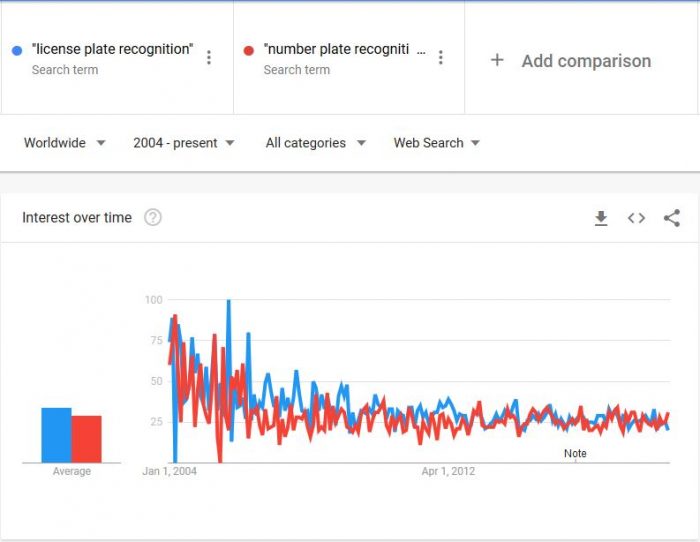 "license plate recognition"
Search term
"number plate recogniti ...
Search term
+ Add comparison
Worldwide
2004 - present
All categories
Web Search
Interest over time
?
100
75
50
25
Average
Jan 1, 2004
Apr 1, 2012
Note